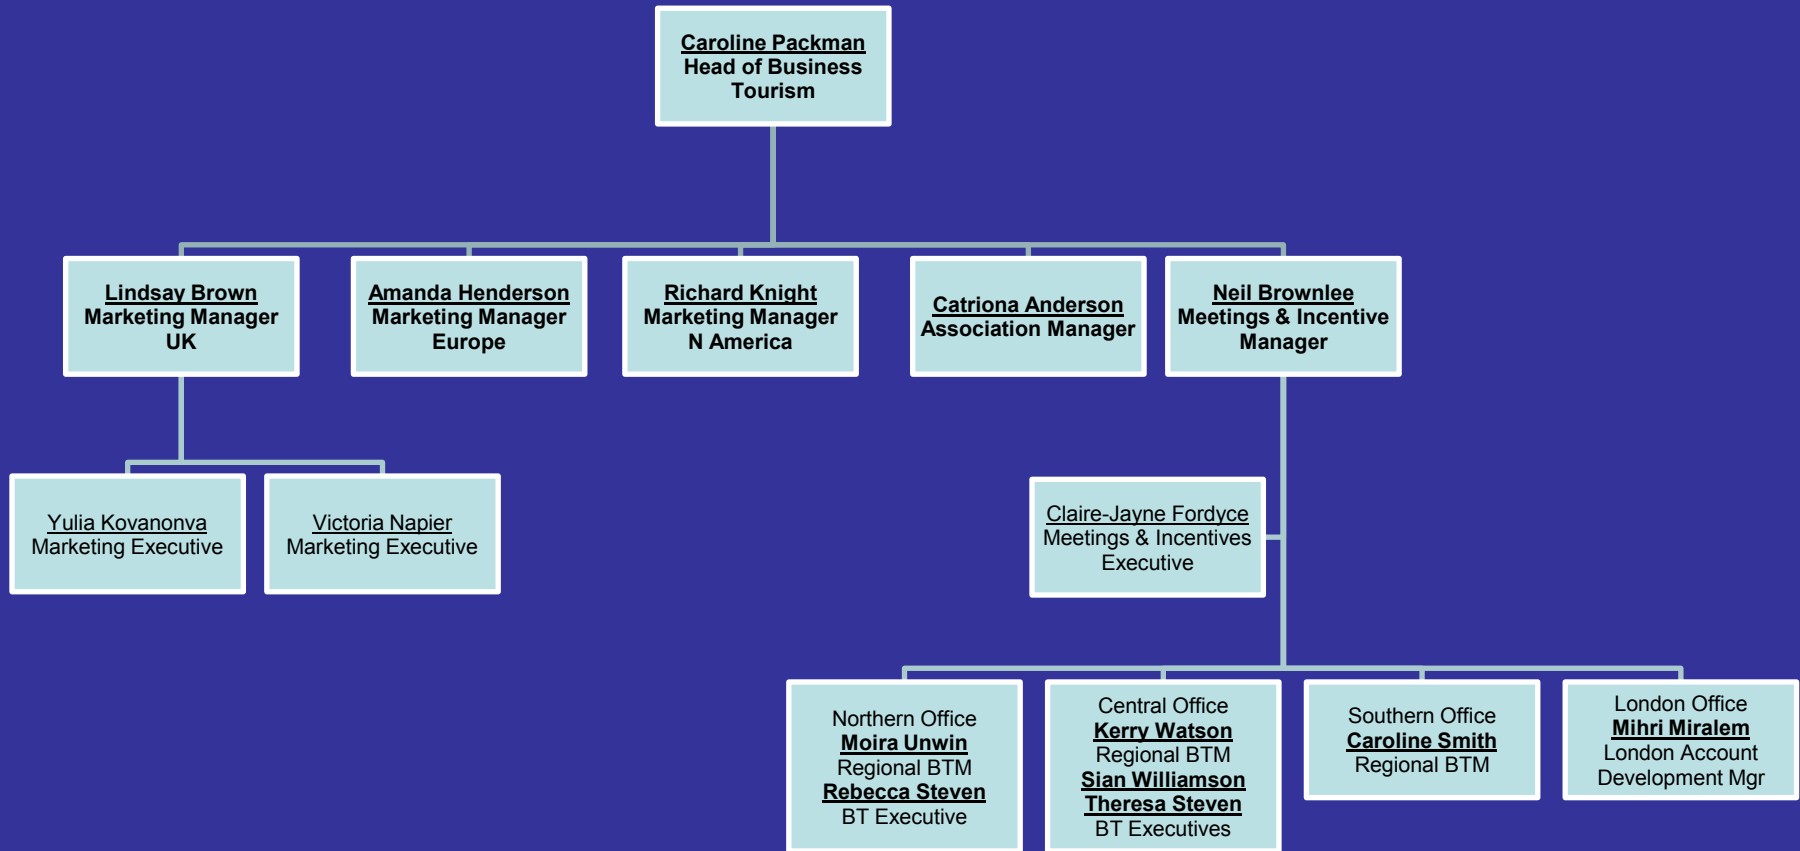 Caroline Packman
Head of Business
Tourism
Lindsay Brown
Marketing Manager
UK
Amanda Henderson
Marketing Manager
Europe
Richard Knight
Marketing Manager
N America
Catriona Anderson
Association Manager
Neil Brownlee
Meetings & Incentive
Manager
Yulia Kovanonva
Marketing Executive
Victoria Napier
Marketing Executive
Claire-Jayne Fordyce
Meetings & Incentives
Executive
Northern Office
Moira Unwin
Regional BTM
Rebecca Steven
BT Executive
Central Office
Kerry Watson
Regional BTM
Sian Williamson
Theresa Steven
BT Executives
Southern Office
Caroline Smith
Regional BTM
London Office
Mihri Miralem
London Account
Development Mgr